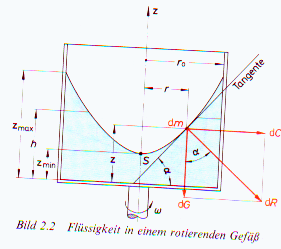 z
r₀
r
Tangente
dm
dC
z_max
h
z_min
z
S
α
α
dG
dR
ω
Bild 2.2 Flüssigkeit in einem rotierenden Gefäß